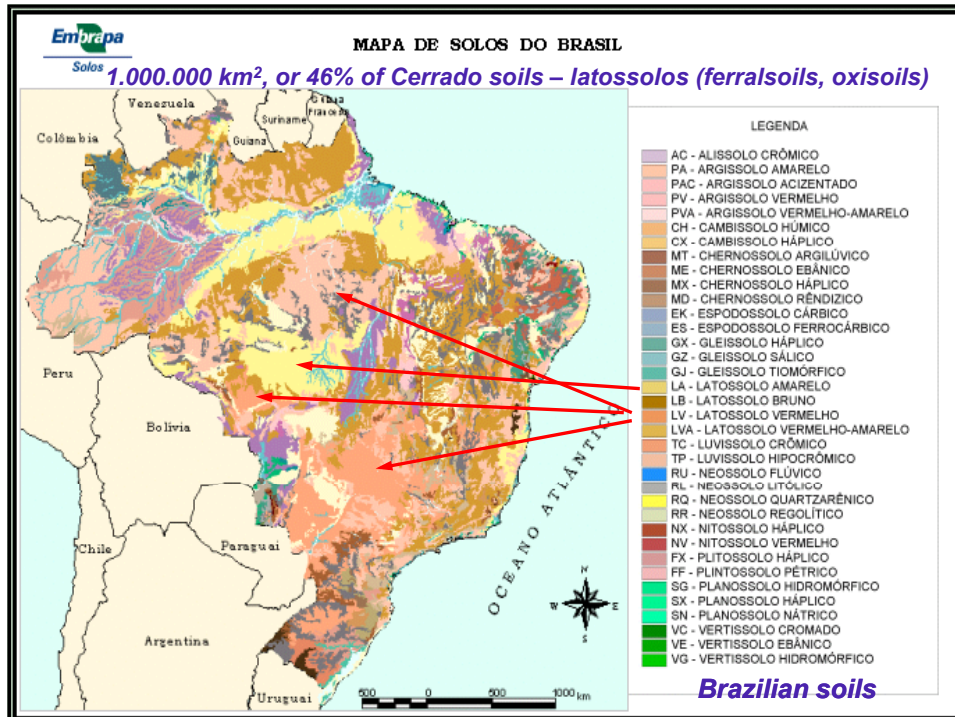 Embrapa
Solos
MAPA DE SOLOS DO BRASIL
1.000.000 km², or 46% of Cerrado soils – latossolos (ferralsoils, oxisoils)
Venezuela
Colômbia
Guiana
Suriname
Francesa
Peru
Bolívia
Paraguai
Chile
Argentina
Uruguai
OCEANO ATLÂNTICO
N
W
E
S
500
0
500
1000 km
LEGENDA
AC - ALISSOLO CRÔMICO
PA - ARGISSOLO AMARELO
PAC - ARGISSOLO ACIZENTADO
PV - ARGISSOLO VERMELHO
PVA - ARGISSOLO VERMELHO-AMARELO
CH - CAMBISSOLO HÚMICO
CX - CAMBISSOLO HÁPLICO
MT - CHERNOSSOLO ARGILÚVICO
ME - CHERNOSSOLO EBÂNICO
MX - CHERNOSSOLO HÁPLICO
MD - CHERNOSSOLO RÊNDIZICO
EK - ESPODOSSOLO CÁRBICO
ES - ESPODOSSOLO FERROCÁRBICO
GX - GLEISSOLO HÁPLICO
GZ - GLEISSOLO SÁLICO
GJ - GLEISSOLO TIOMÓRFICO
LA - LATOSSOLO AMARELO
LB - LATOSSOLO BRUNO
LV - LATOSSOLO VERMELHO
LVA - LATOSSOLO VERMELHO-AMARELO
TC - LUVISSOLO CRÔMICO
TP - LUVISSOLO HIPOCRÔMICO
RU - NEOSSOLO FLÚVICO
RL - NEOSSOLO LITÓLICO
RQ - NEOSSOLO QUARTZARÊNICO
RR - NEOSSOLO REGOLÍTICO
NX - NITOSSOLO HÁPLICO
NV - NITOSSOLO VERMELHO
FX - PLITOSSOLO HÁPLICO
FF - PLINTOSSOLO PÉTRICO
SG - PLANOSSOLO HIDROMÓRFICO
SX - PLANOSSOLO HÁPLICO
SN - PLANOSSOLO NÁTRICO
VC - VERTISSOLO CROMADO
VE - VERTISSOLO EBÂNICO
VG - VERTISSOLO HIDROMÓRFICO
Brazilian soils